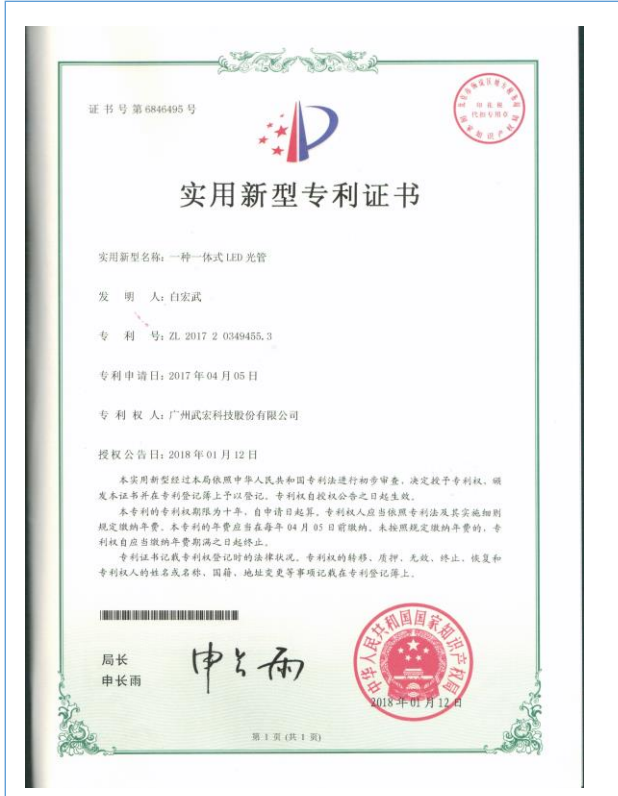 证书号第6846495号
申长雨
代扣专用章
实用新型专利证书
实用新型名称：一种一体式LED光管
发 明 人：白宏武
专 利 号：ZL 2017 2 0349455.3
专利申请日：2017年04月05日
专 利 权 人：广州武宏科技股份有限公司
授权公告日：2018年01月12日
本实用新型经过本局依照中华人民共和国专利法进行初步审查，决定授予专利权，颁
发本证书并在专利登记簿上予以登记。专利权自授权公告之日起生效。
本专利的专利权期限为十年，自申请日起算。专利权人应当依照专利法及其实施细则
规定缴纳年费。本专利的年费应当在每年04月05日前缴纳。未按照规定缴纳年费的，专
利权自应当缴纳年费期满之日起终止。
专利证书记载专利权登记时的法律状况。专利权的转移、质押、无效、终止、恢复和
专利权人的姓名或名称、国籍、地址变更等事项记载在专利登记簿上。
局长
申长雨
申长雨
中华人民共和国国家知识产权局
2018年01月12日
第 1 页 (共 1 页)